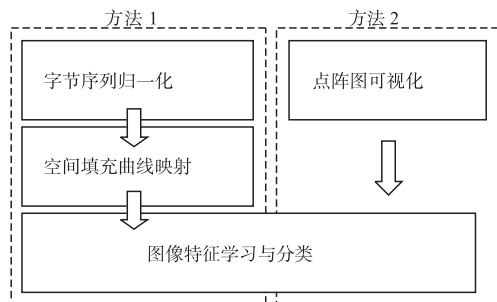 方法 1
方法 2
字节序列归一化
点阵图可视化
空间填充曲线映射
图像特征学习与分类